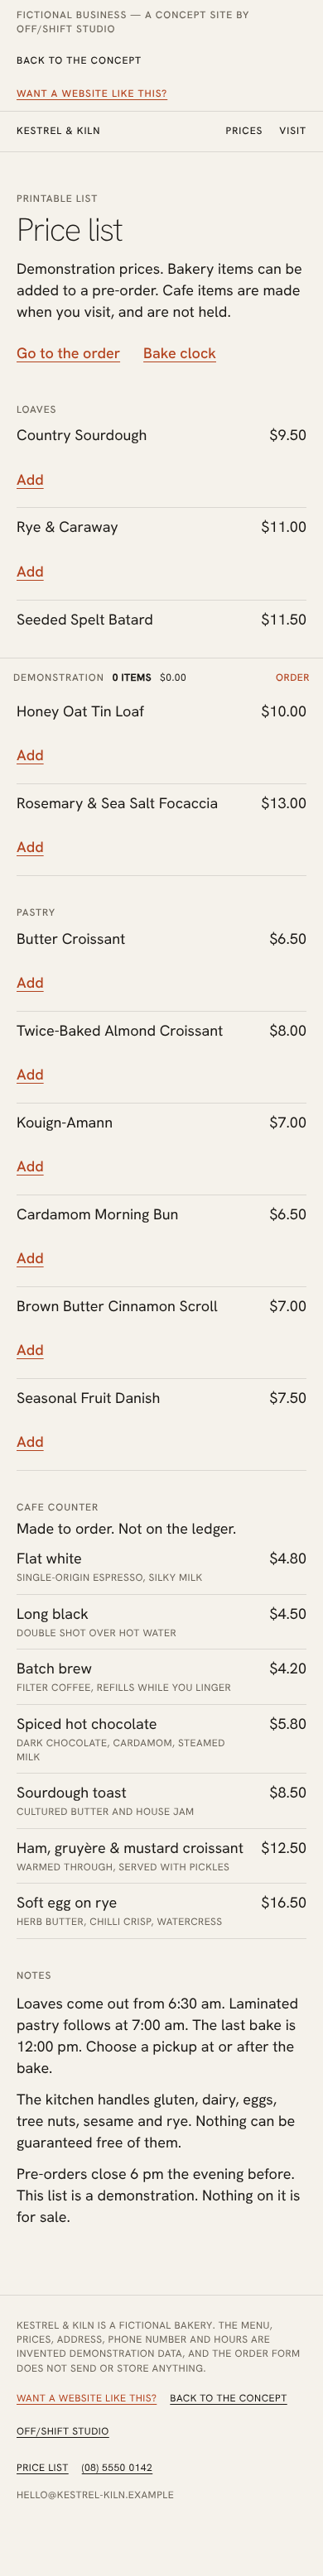 FICTIONAL BUSINESS — A CONCEPT SITE BY
OFF/SHIFT STUDIO
BACK TO THE CONCEPT
WANT A WEBSITE LIKE THIS?
KESTREL & KILN PRICES VISIT
PRINTABLE LIST
Price list
Demonstration prices. Bakery items can be
added to a pre-order. Cafe items are made
when you visit, and are not held.
Go to the order Bake clock
LOAVES
Country Sourdough $9.50
Add
Rye & Caraway $11.00
Add
Seeded Spelt Batard $11.50
DEMONSTRATION 0 ITEMS $0.00 ORDER
Honey Oat Tin Loaf $10.00
Add
Rosemary & Sea Salt Focaccia $13.00
Add
PASTRY
Butter Croissant $6.50
Add
Twice-Baked Almond Croissant $8.00
Add
Kouign-Amann $7.00
Add
Cardamom Morning Bun $6.50
Add
Brown Butter Cinnamon Scroll $7.00
Add
Seasonal Fruit Danish $7.50
Add
CAFE COUNTER
Made to order. Not on the ledger.
Flat white $4.80
SINGLE-ORIGIN ESPRESSO, SILKY MILK
Long black $4.50
DOUBLE SHOT OVER HOT WATER
Batch brew $4.20
FILTER COFFEE, REFILLS WHILE YOU LINGER
Spiced hot chocolate $5.80
DARK CHOCOLATE, CARDAMOM, STEAMED
MILK
Sourdough toast $8.50
CULTURED BUTTER AND HOUSE JAM
Ham, gruyère & mustard croissant $12.50
WARMED THROUGH, SERVED WITH PICKLES
Soft egg on rye $16.50
HERB BUTTER, CHILLI CRISP, WATERCRESS
NOTES
Loaves come out from 6:30 am. Laminated
pastry follows at 7:00 am. The last bake is
12:00 pm. Choose a pickup at or after the
bake.
The kitchen handles gluten, dairy, eggs,
tree nuts, sesame and rye. Nothing can be
guaranteed free of them.
Pre-orders close 6 pm the evening before.
This list is a demonstration. Nothing on it is
for sale.
KESTREL & KILN IS A FICTIONAL BAKERY. THE MENU,
PRICES, ADDRESS, PHONE NUMBER AND HOURS ARE
INVENTED DEMONSTRATION DATA, AND THE ORDER FORM
DOES NOT SEND OR STORE ANYTHING.
WANT A WEBSITE LIKE THIS? BACK TO THE CONCEPT
OFF/SHIFT STUDIO
PRICE LIST (08) 5550 0142
HELLO@KESTREL-KILN.EXAMPLE